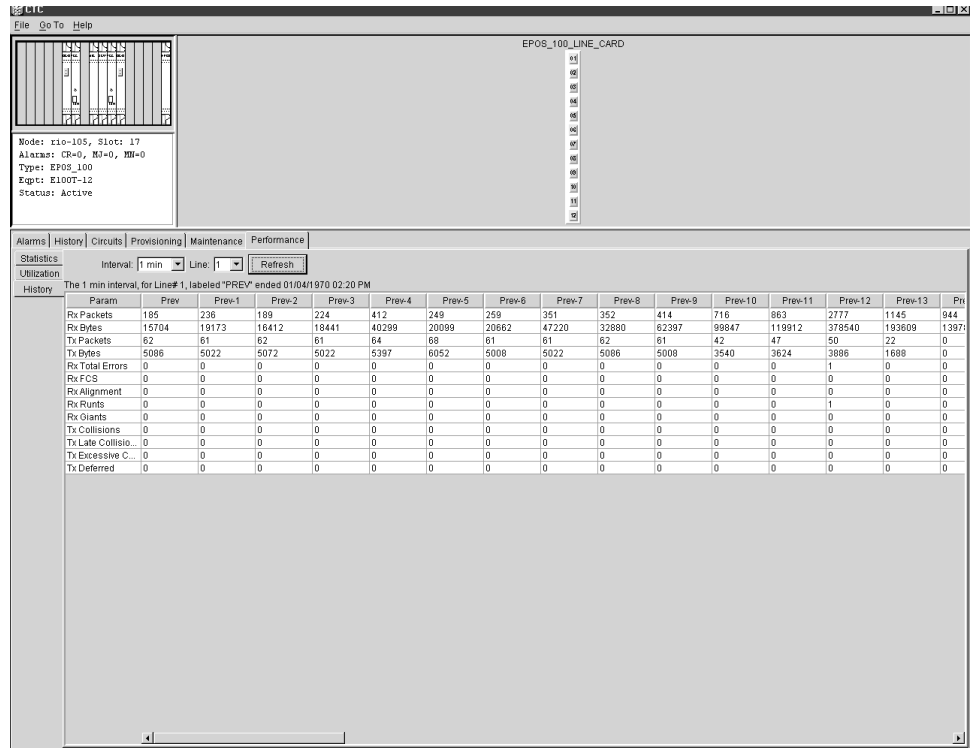 CTC
File Go To Help
EPOS_100_LINE_CARD
01
02
03
04
05
06
07
08
09
10
11
12
Node: rio-105, Slot: 17
Alarms: CR=0, MJ=0, MN=0
Type: EPOS_100
Eqpt: E100T-12
Status: Active
Alarms History Circuits Provisioning Maintenance Performance
Statistics
Utilization
History
Interval: 1 min Line: 1 Refresh
The 1 min interval, for Line# 1, labeled "PREV" ended 01/04/1970 02:20 PM
Param Prev Prev-1 Prev-2 Prev-3 Prev-4 Prev-5 Prev-6 Prev-7 Prev-8 Prev-9 Prev-10 Prev-11 Prev-12 Prev-13 Pre
Rx Packets 185 236 189 224 412 249 259 351 352 414 716 863 2777 1145 944
Rx Bytes 15704 19173 16412 18441 40299 20099 20662 47220 32880 62397 99847 119912 378540 193609 13978
Tx Packets 62 61 62 61 64 68 61 61 62 61 42 47 50 22 0
Tx Bytes 5086 5022 5072 5022 5397 6052 5008 5022 5086 5008 3540 3624 3886 1688 0
Rx Total Errors 0 0 0 0 0 0 0 0 0 0 0 0 1 0 0
Rx FCS 0 0 0 0 0 0 0 0 0 0 0 0 0 0 0
Rx Alignment 0 0 0 0 0 0 0 0 0 0 0 0 0 0 0
Rx Runts 0 0 0 0 0 0 0 0 0 0 0 0 1 0 0
Rx Giants 0 0 0 0 0 0 0 0 0 0 0 0 0 0 0
Tx Collisions 0 0 0 0 0 0 0 0 0 0 0 0 0 0 0
Tx Late Collisio... 0 0 0 0 0 0 0 0 0 0 0 0 0 0 0
Tx Excessive C... 0 0 0 0 0 0 0 0 0 0 0 0 0 0 0
Tx Deferred 0 0 0 0 0 0 0 0 0 0 0 0 0 0 0